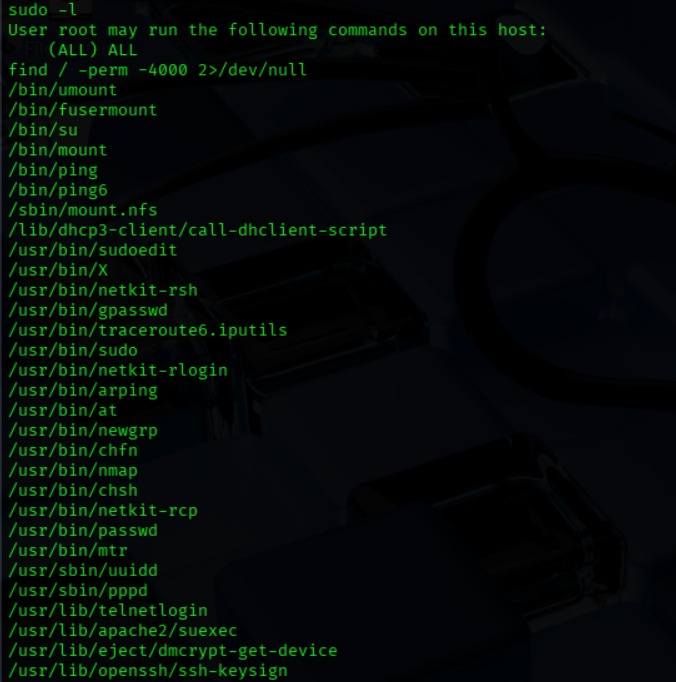 sudo -l
User root may run the following commands on this host:
    (ALL) ALL
find / -perm -4000 2>/dev/null
/bin/umount
/bin/fusermount
/bin/su
/bin/mount
/bin/ping
/bin/ping6
/sbin/mount.nfs
/lib/dhcp3-client/call-dhclient-script
/usr/bin/sudoedit
/usr/bin/X
/usr/bin/netkit-rsh
/usr/bin/gpasswd
/usr/bin/traceroute6.iputils
/usr/bin/sudo
/usr/bin/netkit-rlogin
/usr/bin/arping
/usr/bin/at
/usr/bin/newgrp
/usr/bin/chfn
/usr/bin/nmap
/usr/bin/chsh
/usr/bin/netkit-rcp
/usr/bin/passwd
/usr/bin/mtr
/usr/sbin/uuidd
/usr/sbin/pppd
/usr/lib/telnetlogin
/usr/lib/apache2/suexec
/usr/lib/eject/dmcrypt-get-device
/usr/lib/openssh/ssh-keysign